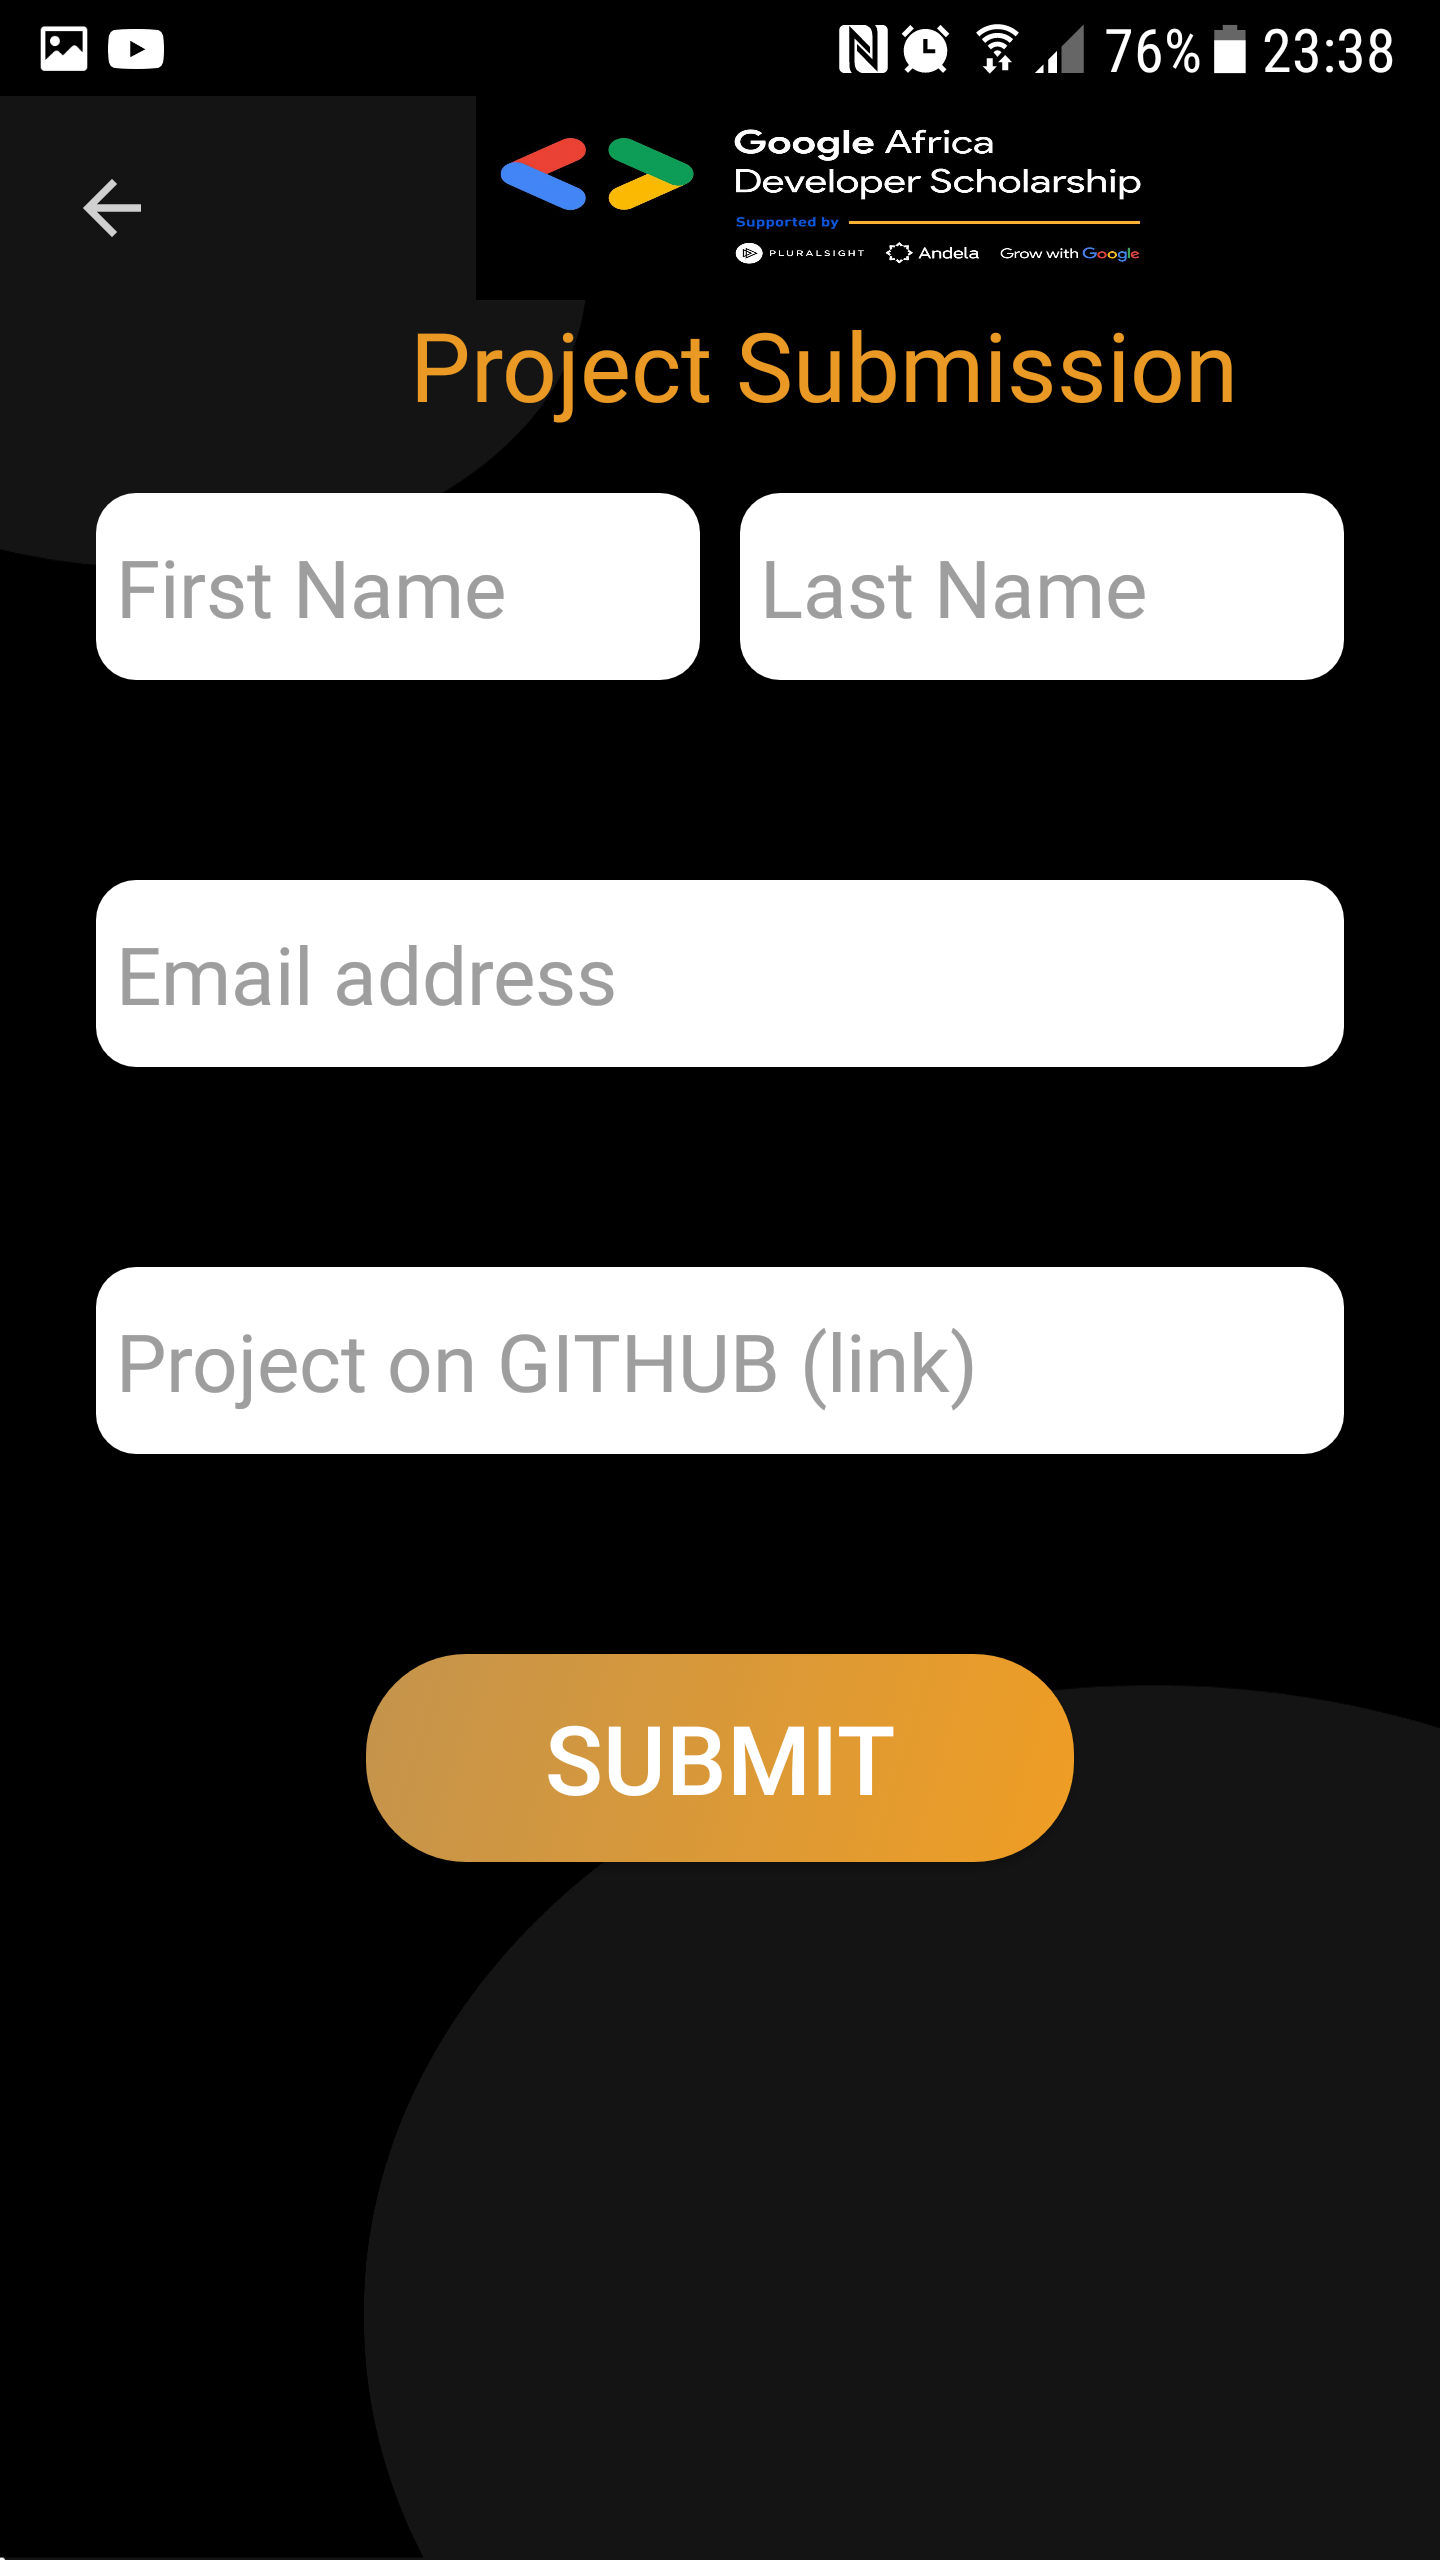 76% 23:38
Google Africa
Developer Scholarship
Supported by
PLURALSIGHT Andela Grow with Google
Project Submission
First Name Last Name
Email address
Project on GITHUB (link)
SUBMIT